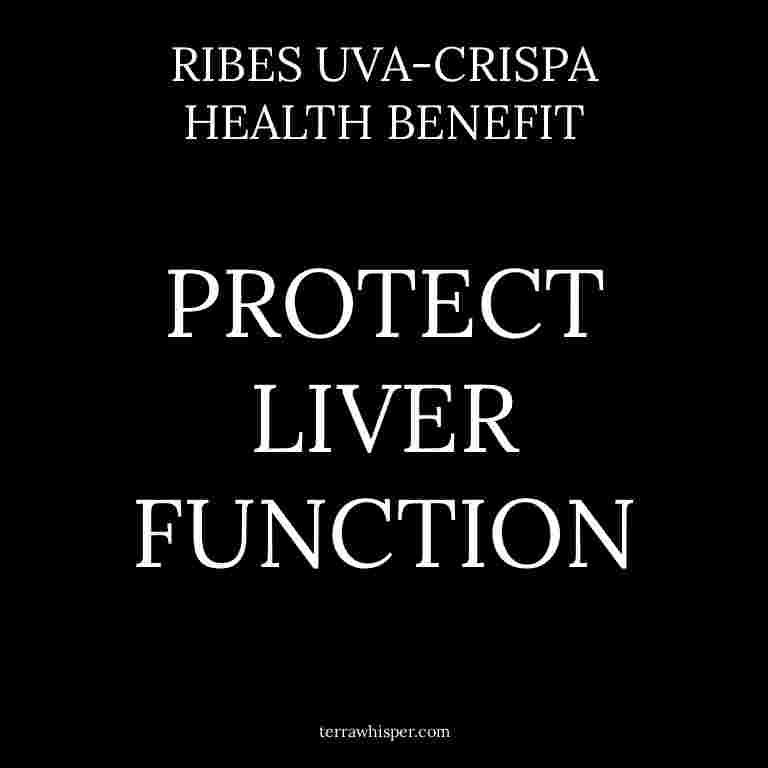 RIBES UVA-CRISPA
HEALTH BENEFIT
PROTECT
LIVER
FUNCTION
terrawhisper.com